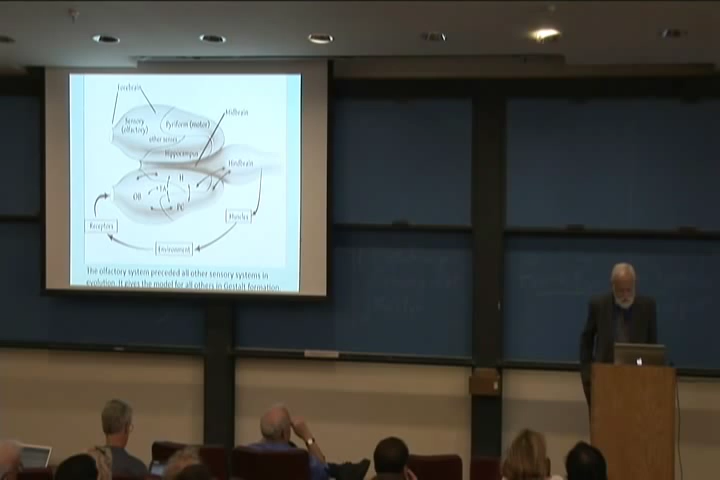 Forebrain
Midbrain
Sensory
(olfactory)
Pyriform (motor)
other senses
Hippocampus
Hindbrain
H
OB
TA
PC
Muscles
Receptors
Environment
The olfactory system preceded all other sensory systems in
evolution. It gives the model for all others in Gestalt formation.